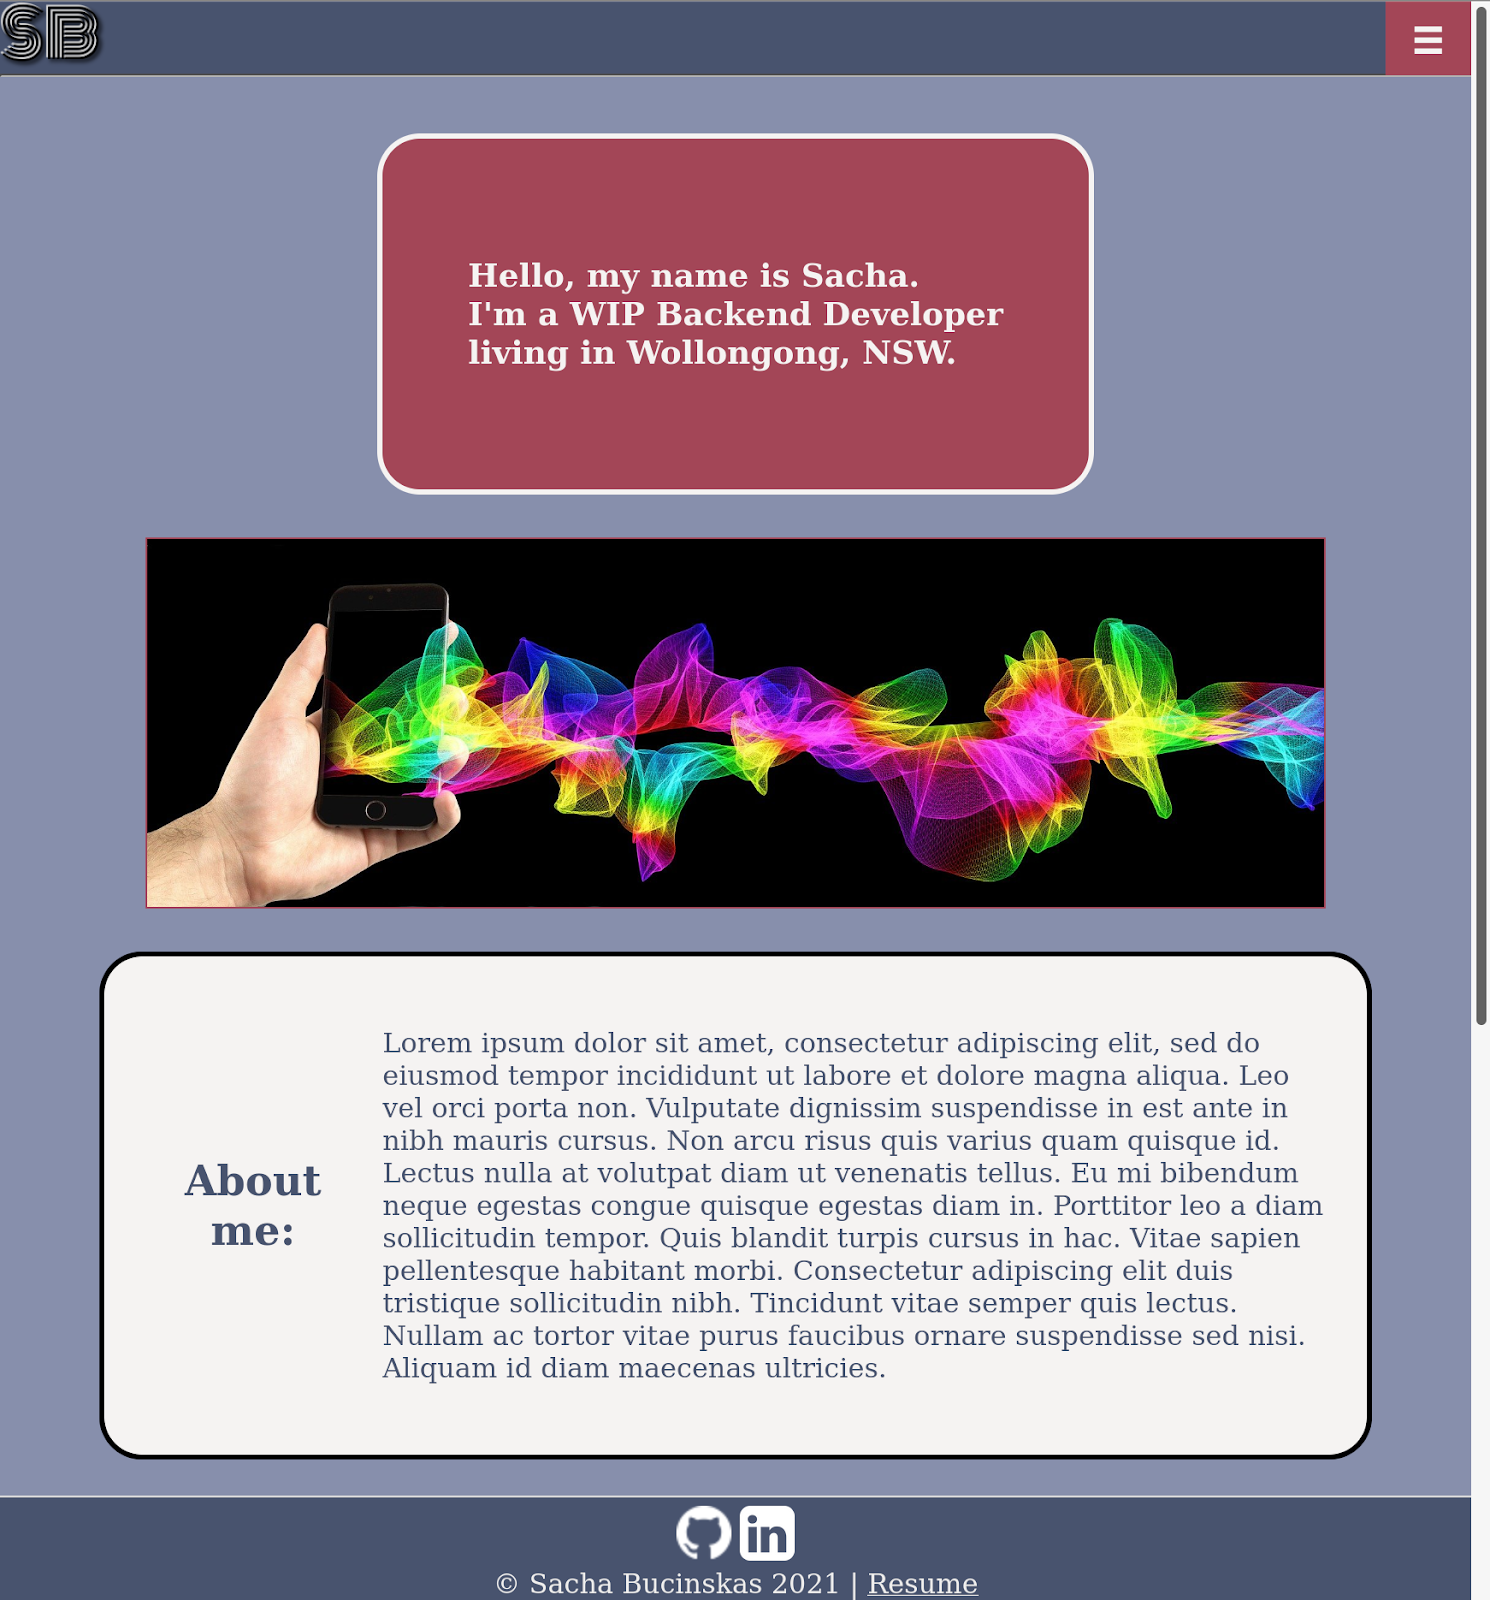 SB
Hello, my name is Sacha.
I'm a WIP Backend Developer
living in Wollongong, NSW.
About
me:
Lorem ipsum dolor sit amet, consectetur adipiscing elit, sed do
eiusmod tempor incididunt ut labore et dolore magna aliqua. Leo
vel orci porta non. Vulputate dignissim suspendisse in est ante in
nibh mauris cursus. Non arcu risus quis varius quam quisque id.
Lectus nulla at volutpat diam ut venenatis tellus. Eu mi bibendum
neque egestas congue quisque egestas diam in. Porttitor leo a diam
sollicitudin tempor. Quis blandit turpis cursus in hac. Vitae sapien
pellentesque habitant morbi. Consectetur adipiscing elit duis
tristique sollicitudin nibh. Tincidunt vitae semper quis lectus.
Nullam ac tortor vitae purus faucibus ornare suspendisse sed nisi.
Aliquam id diam maecenas ultricies.
in
© Sacha Bucinskas 2021 | Resume